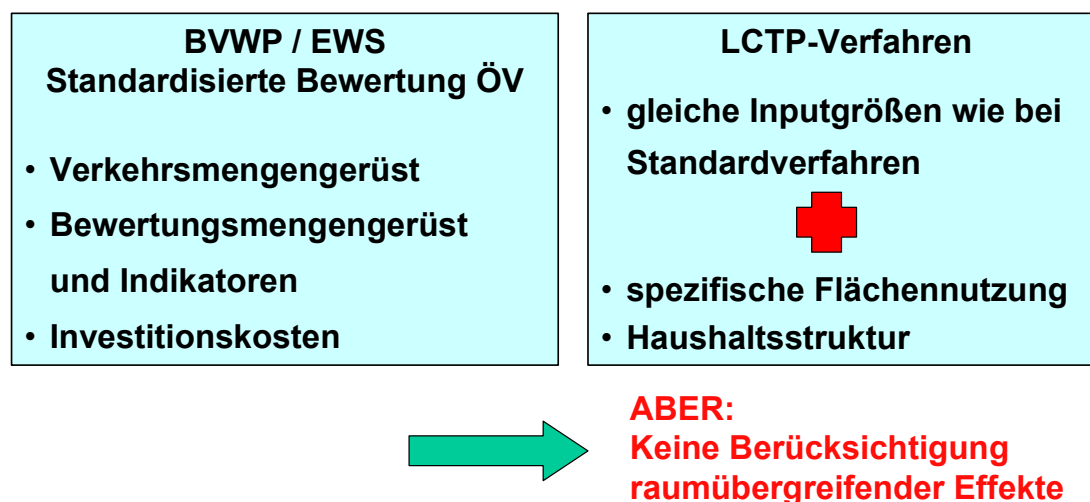 BVWP / EWS
Standardisierte Bewertung ÖV
• Verkehrsmengengerüst
• Bewertungsmengengerüst
und Indikatoren
• Investitionskosten
LCTP-Verfahren
• gleiche Inputgrößen wie bei
Standardverfahren
• spezifische Flächennutzung
• Haushaltsstruktur
ABER:
Keine Berücksichtigung
raumübergreifender Effekte